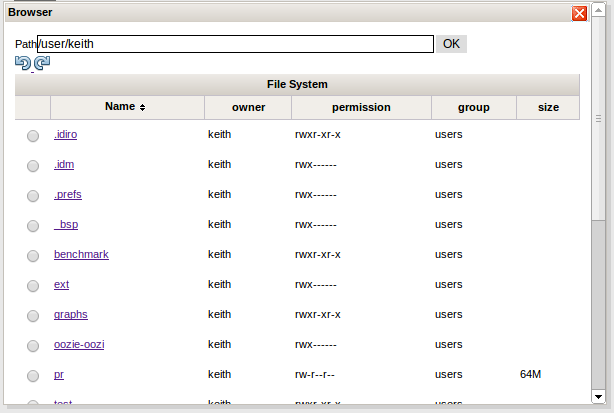 Browser
Path /user/keith OK
File System
Name owner permission group size
.idiro keith rwxr-xr-x users
.idm keith rwx------ users
.prefs keith rwx------ users
_bsp keith rwx------ users
benchmark keith rwxr-xr-x users
ext keith rwx------ users
graphs keith rwxr-xr-x users
oozie-oozi keith rwx------ users
pr keith rw-r--r-- users 64M
test keith rwxr-xr-x users